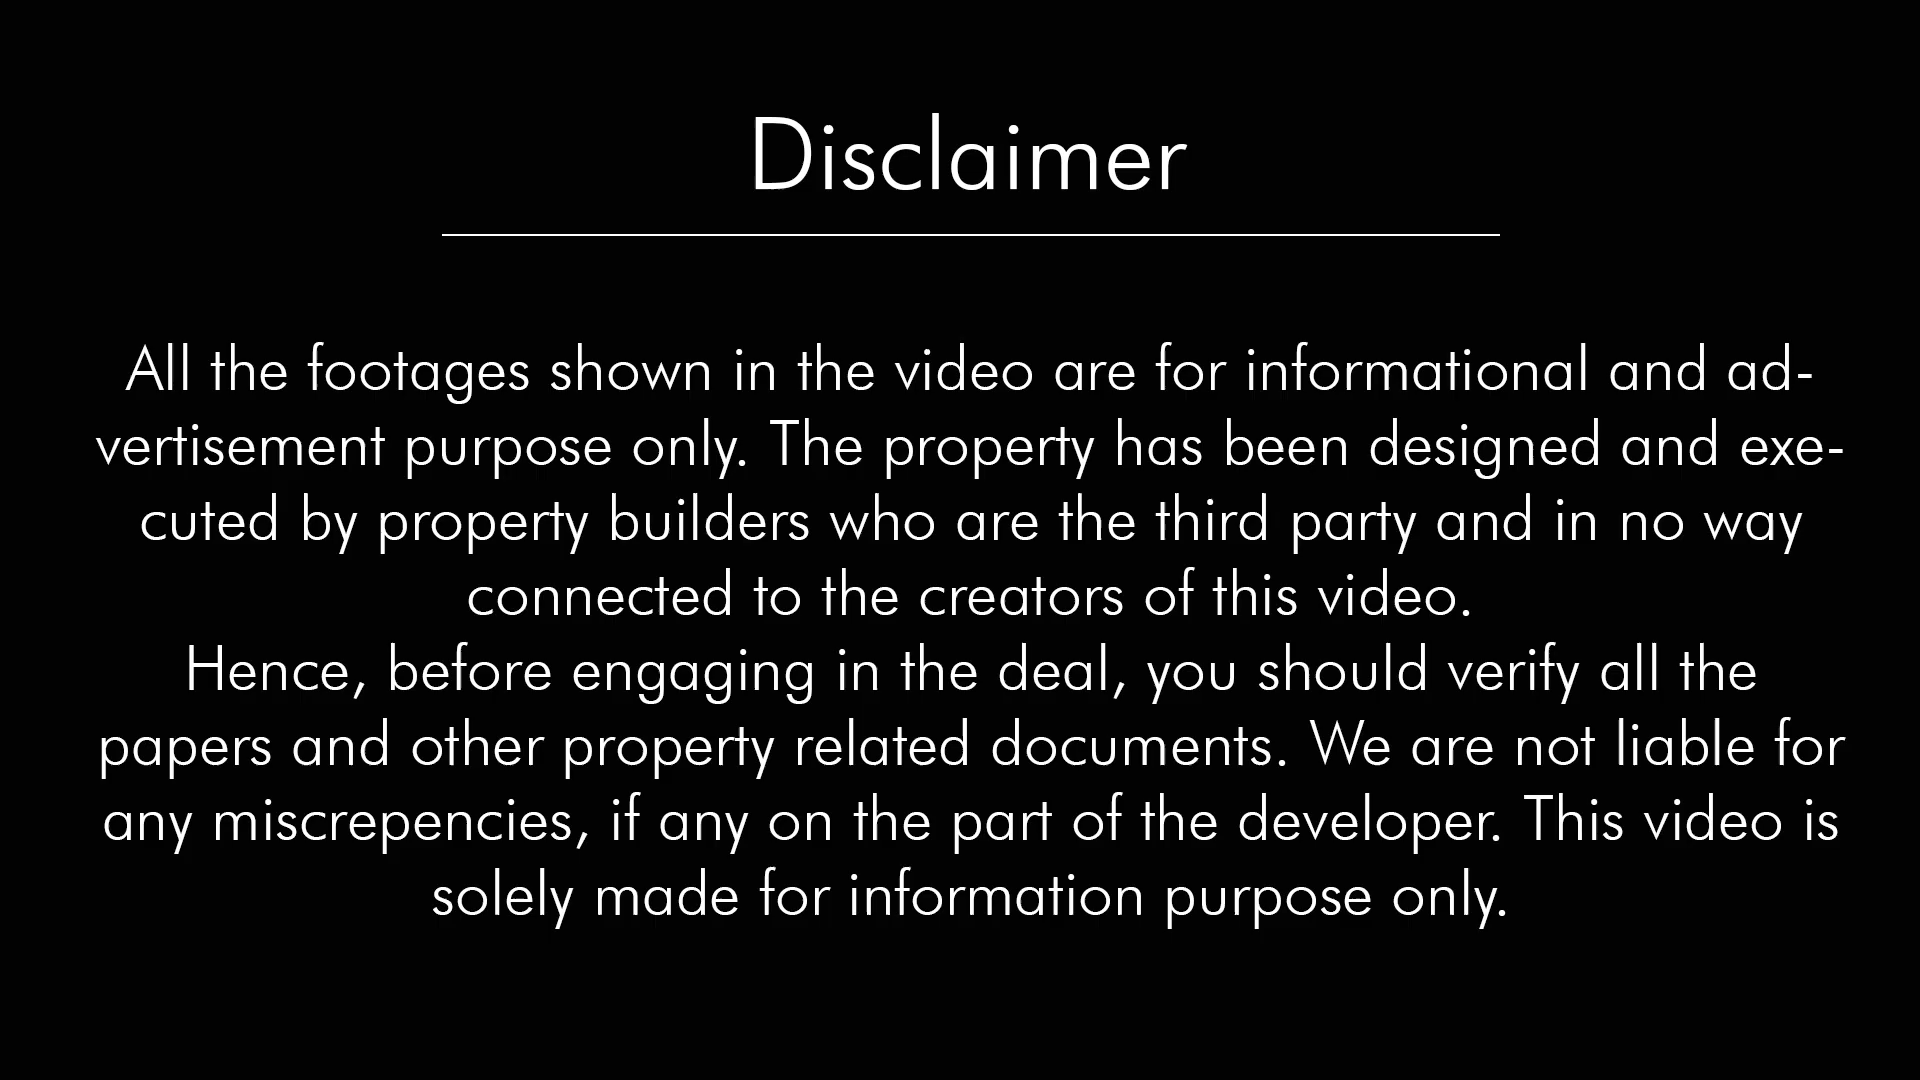 Disclaimer
All the footages shown in the video are for informational and ad-
vertisement purpose only. The property has been designed and exe-
cuted by property builders who are the third party and in no way
connected to the creators of this video.
Hence, before engaging in the deal, you should verify all the
papers and other property related documents. We are not liable for
any miscrepencies, if any on the part of the developer. This video is
solely made for information purpose only.